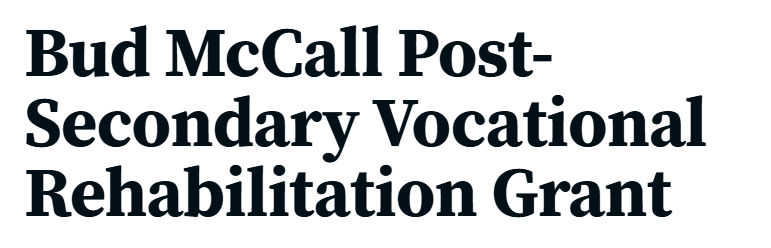 Bud McCall Post-
Secondary Vocational
Rehabilitation Grant